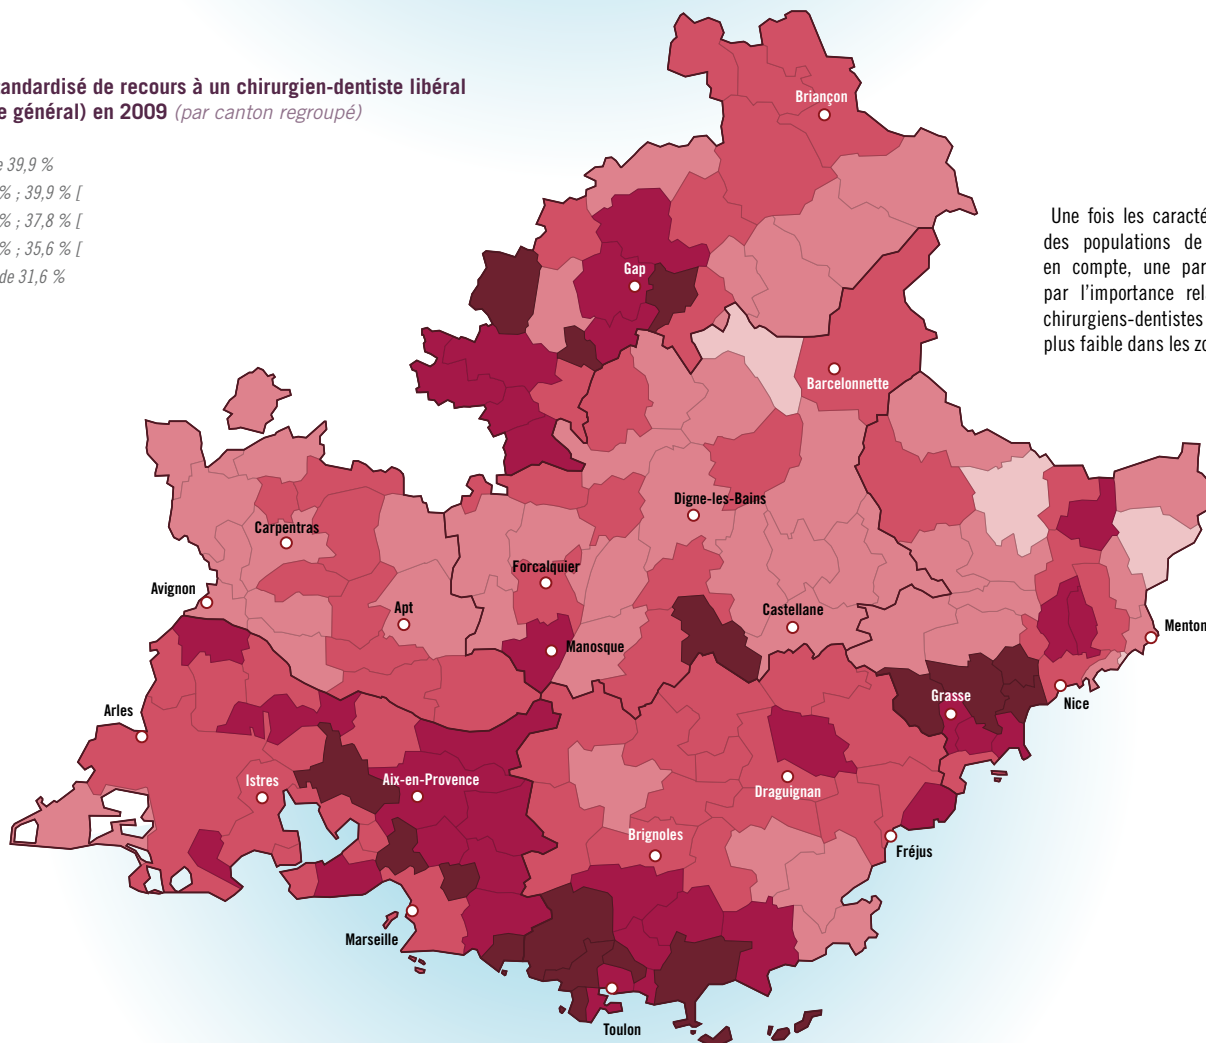 tandardisé de recours à un chirurgien-dentiste libéral
e général) en 2009 (par canton regroupé)
e 39,9 %
% ; 39,9 % [
% ; 37,8 % [
% ; 35,6 % [
de 31,6 %
Une fois les caracté
des populations de
en compte, une par
par l'importance rel
chirurgiens-dentistes
plus faible dans les zo
Briançon
Gap
Barcelonnette
Digne-les-Bains
Carpentras
Forcalquier
Avignon
Apt
Castellane
Manosque
Menton
Grasse
Nice
Arles
Istres
Aix-en-Provence
Draguignan
Brignoles
Fréjus
Marseille
Toulon